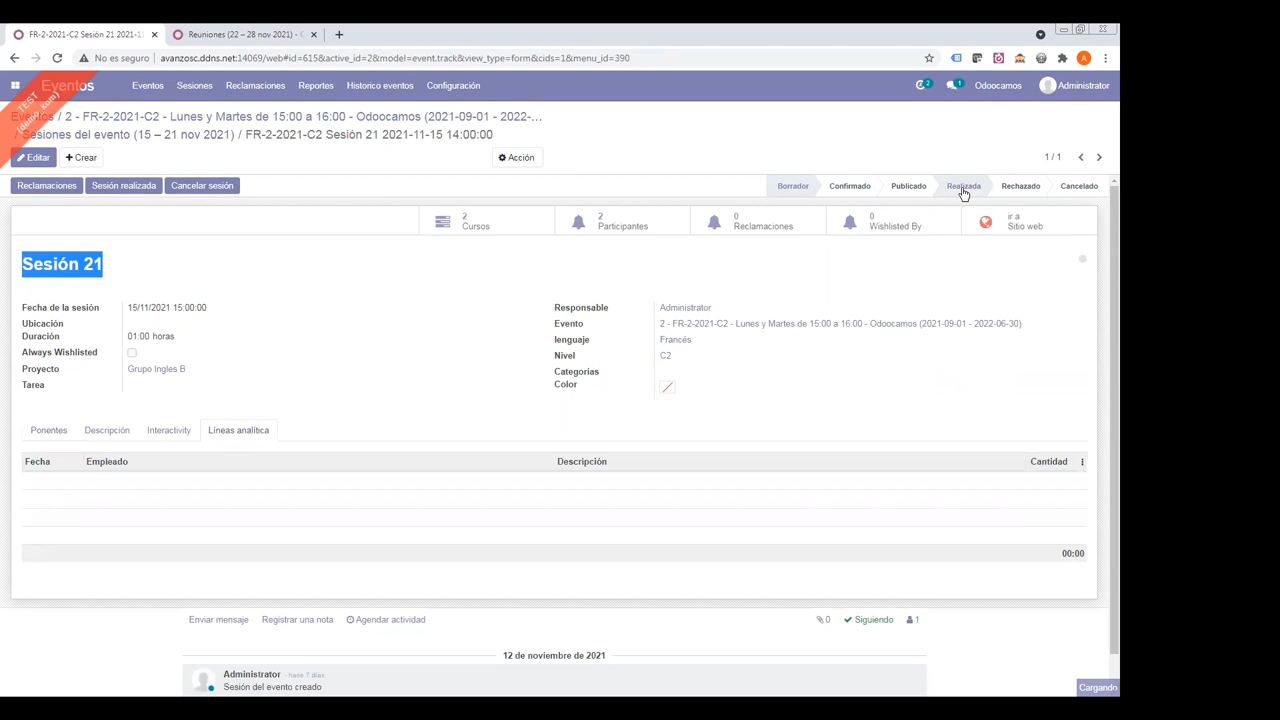 FR-2-2021-C2 Sesión 21 2021-11
Reuniones (22 – 28 nov 2021) - O
No es seguro
avanzosc.ddns.net:14069/web#id=615&active_id=2&model=event.track&view_type=form&cids=1&menu_id=390
A
TEST
Eventos
Eventos
Sesiones
Reclamaciones
Reportes
Historico eventos
Configuración
2
1
Odoocamos
Administrator
Eventos / 2 - FR-2-2021-C2 - Lunes y Martes de 15:00 a 16:00 - Odoocamos (2021-09-01 - 2022-...
/ Sesiones del evento (15 – 21 nov 2021) / FR-2-2021-C2 Sesión 21 2021-11-15 14:00:00
Editar
Crear
Acción
1 / 1
Reclamaciones
Sesión realizada
Cancelar sesión
Borrador
Confirmado
Publicado
Realizada
Rechazado
Cancelado
2
Cursos
2
Participantes
0
Reclamaciones
0
Wishlisted By
ir a
Sitio web
Sesión 21
Fecha de la sesión 15/11/2021 15:00:00
Ubicación
Duración 01:00 horas
Always Wishlisted
Proyecto Grupo Ingles B
Tarea
Responsable Administrator
Evento 2 - FR-2-2021-C2 - Lunes y Martes de 15:00 a 16:00 - Odoocamos (2021-09-01 - 2022-06-30)
lenguaje Francés
Nivel C2
Categorias
Color
Ponentes
Descripción
Interactivity
Líneas analítica
Fecha Empleado Descripción Cantidad
00:00
Enviar mensaje
Registrar una nota
Agendar actividad
0
Siguiendo
1
12 de noviembre de 2021
Administrator - hace 7 días
Sesión del evento creado
Cargando